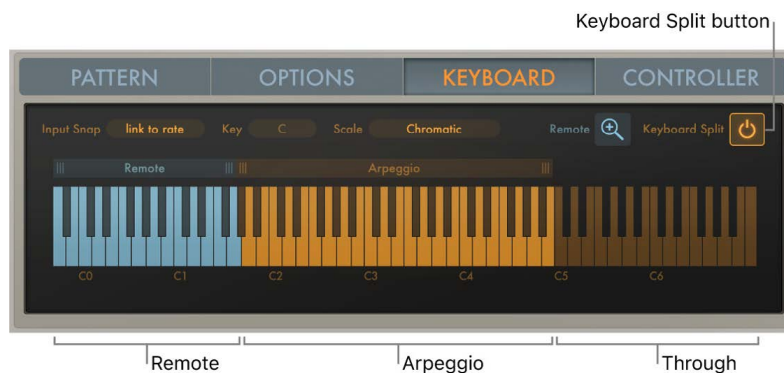 Keyboard Split button
PATTERN OPTIONS KEYBOARD CONTROLLER
Input Snap link to rate Key C Scale Chromatic Remote Keyboard Split
Remote Arpeggio
C0 C1 C2 C3 C4 C5 C6
Remote Arpeggio Through